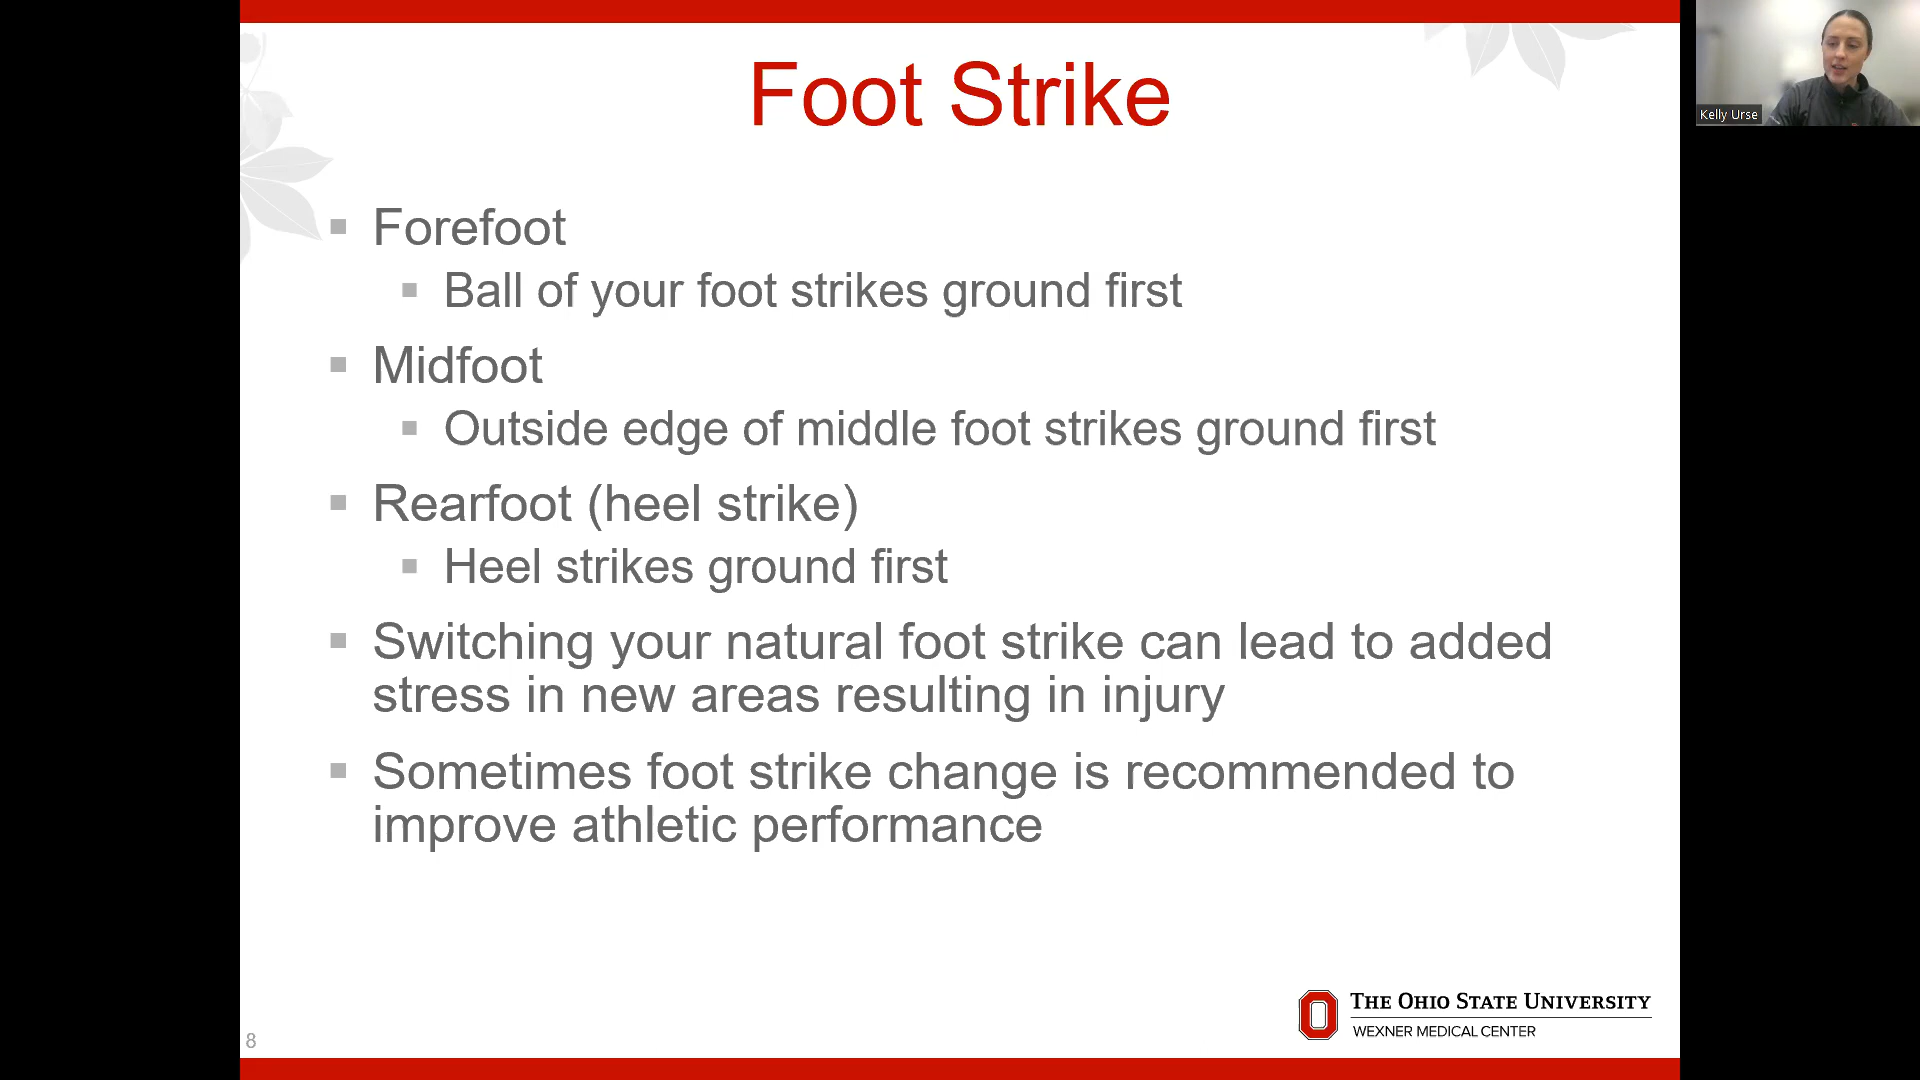 Foot Strike
Kelly Urse
Forefoot
Ball of your foot strikes ground first
Midfoot
Outside edge of middle foot strikes ground first
Rearfoot (heel strike)
Heel strikes ground first
Switching your natural foot strike can lead to added
stress in new areas resulting in injury
Sometimes foot strike change is recommended to
improve athletic performance
THE OHIO STATE UNIVERSITY
WEXNER MEDICAL CENTER
8